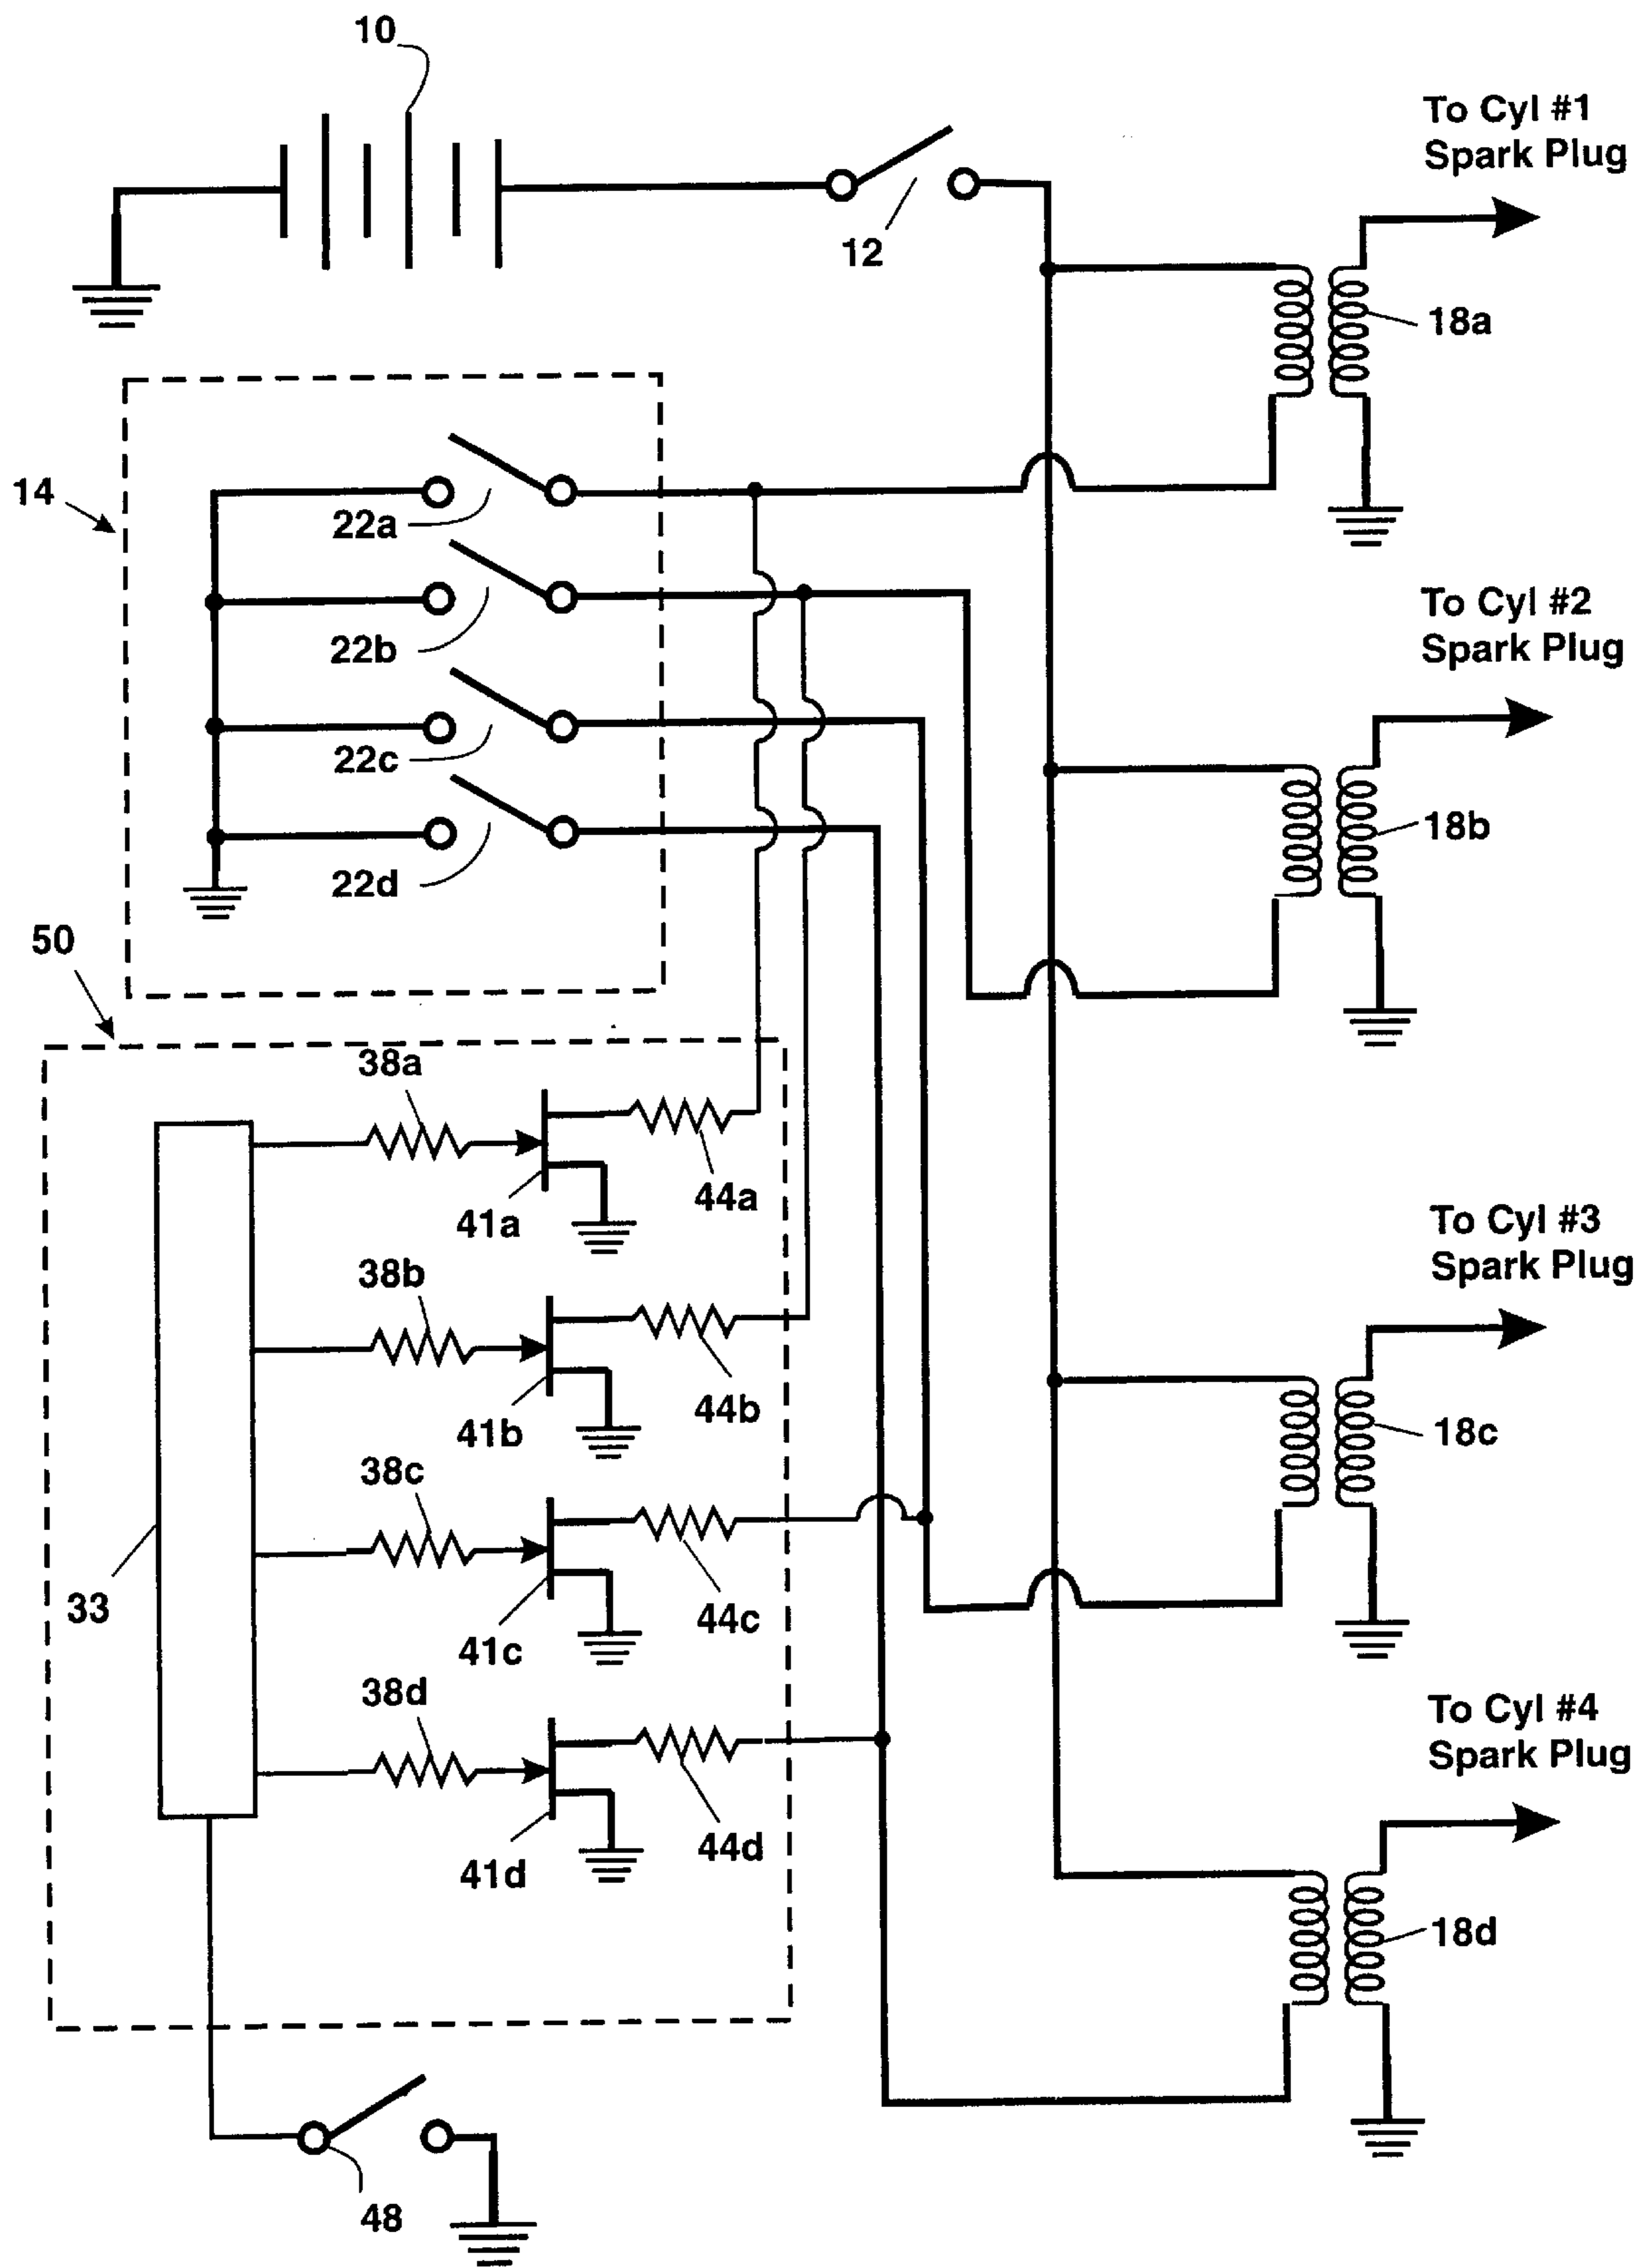 10
To Cyl #1
Spark Plug
12
18a
14
22a
To Cyl #2
Spark Plug
22b
22c
18b
22d
50
38a
44a
41a
To Cyl #3
Spark Plug
38b
44b
41b
18c
38c
33
44c
41c
38d
To Cyl #4
Spark Plug
44d
41d
18d
48